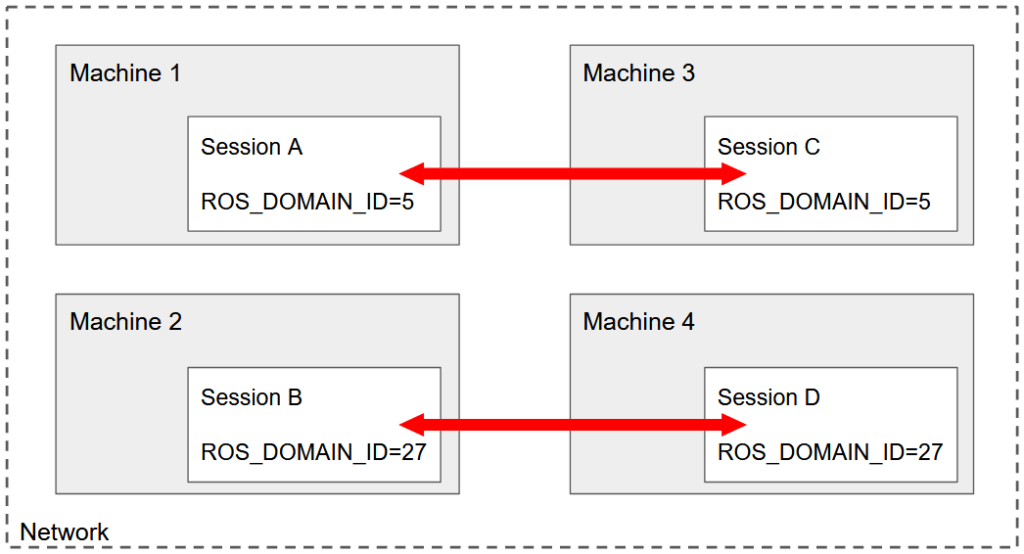 Machine 1
Session A
ROS_DOMAIN_ID=5
Machine 3
Session C
ROS_DOMAIN_ID=5
Machine 2
Session B
ROS_DOMAIN_ID=27
Machine 4
Session D
ROS_DOMAIN_ID=27
Network